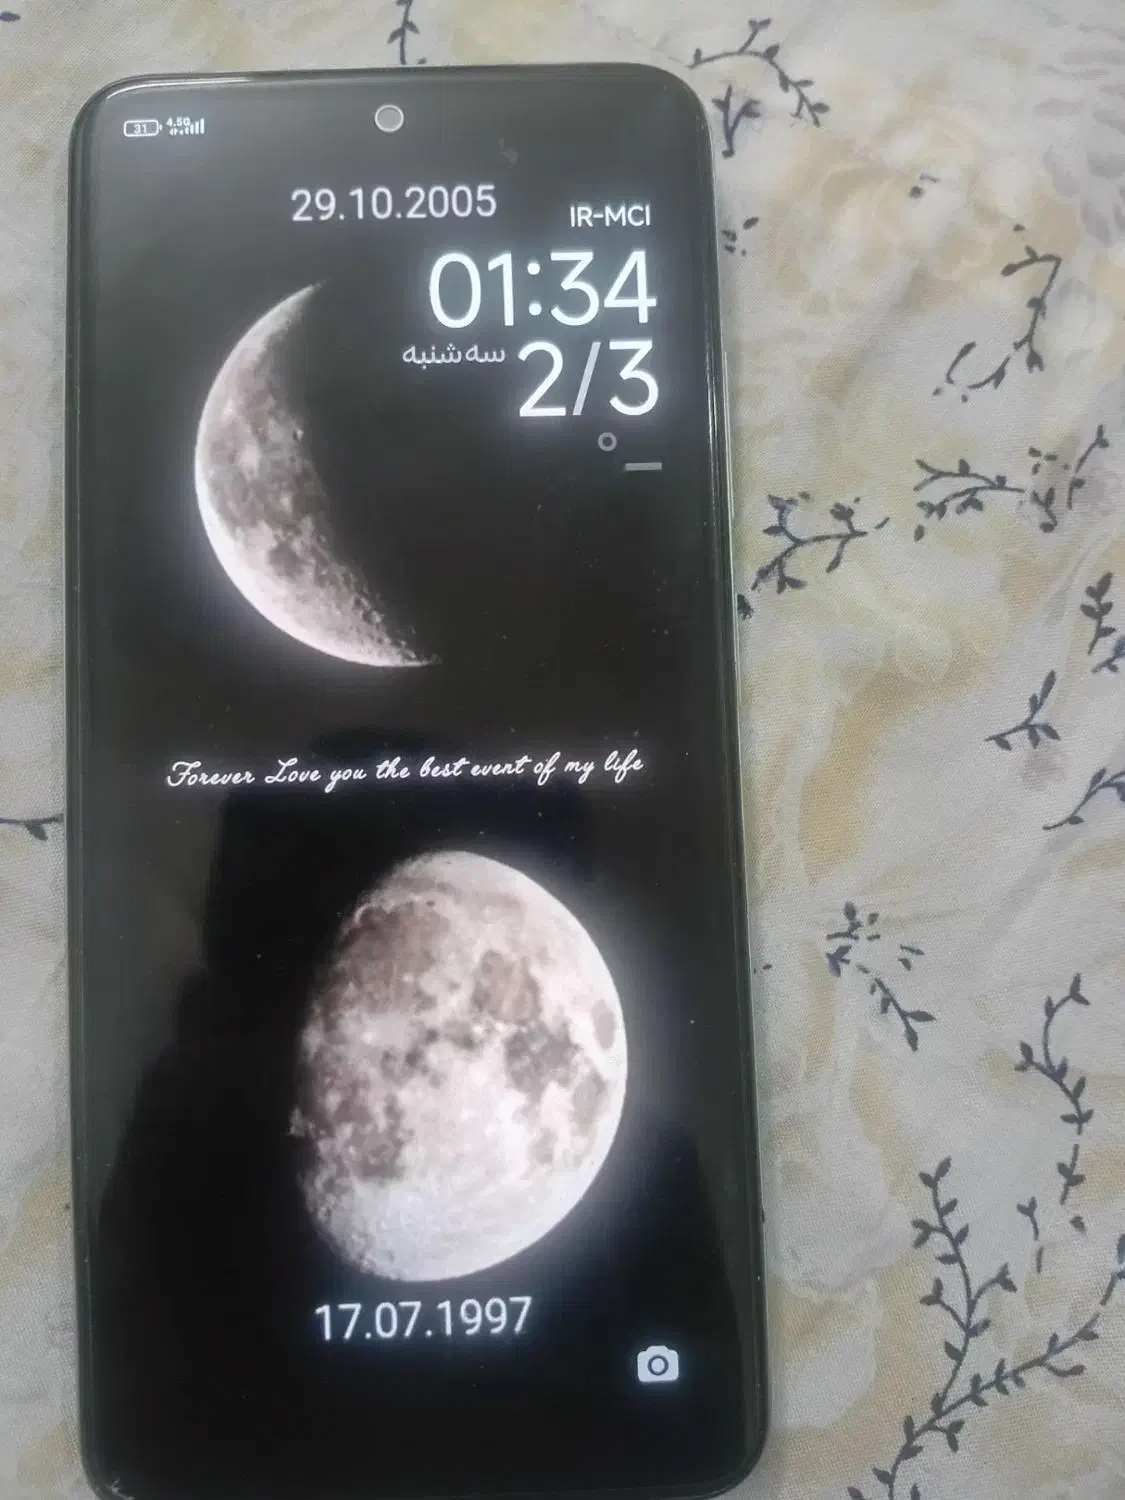 31 4.5G
29.10.2005
IR-MCI
01:34
سه شنبه 2/3
Forever Love you the best event of my life
17.07.1997